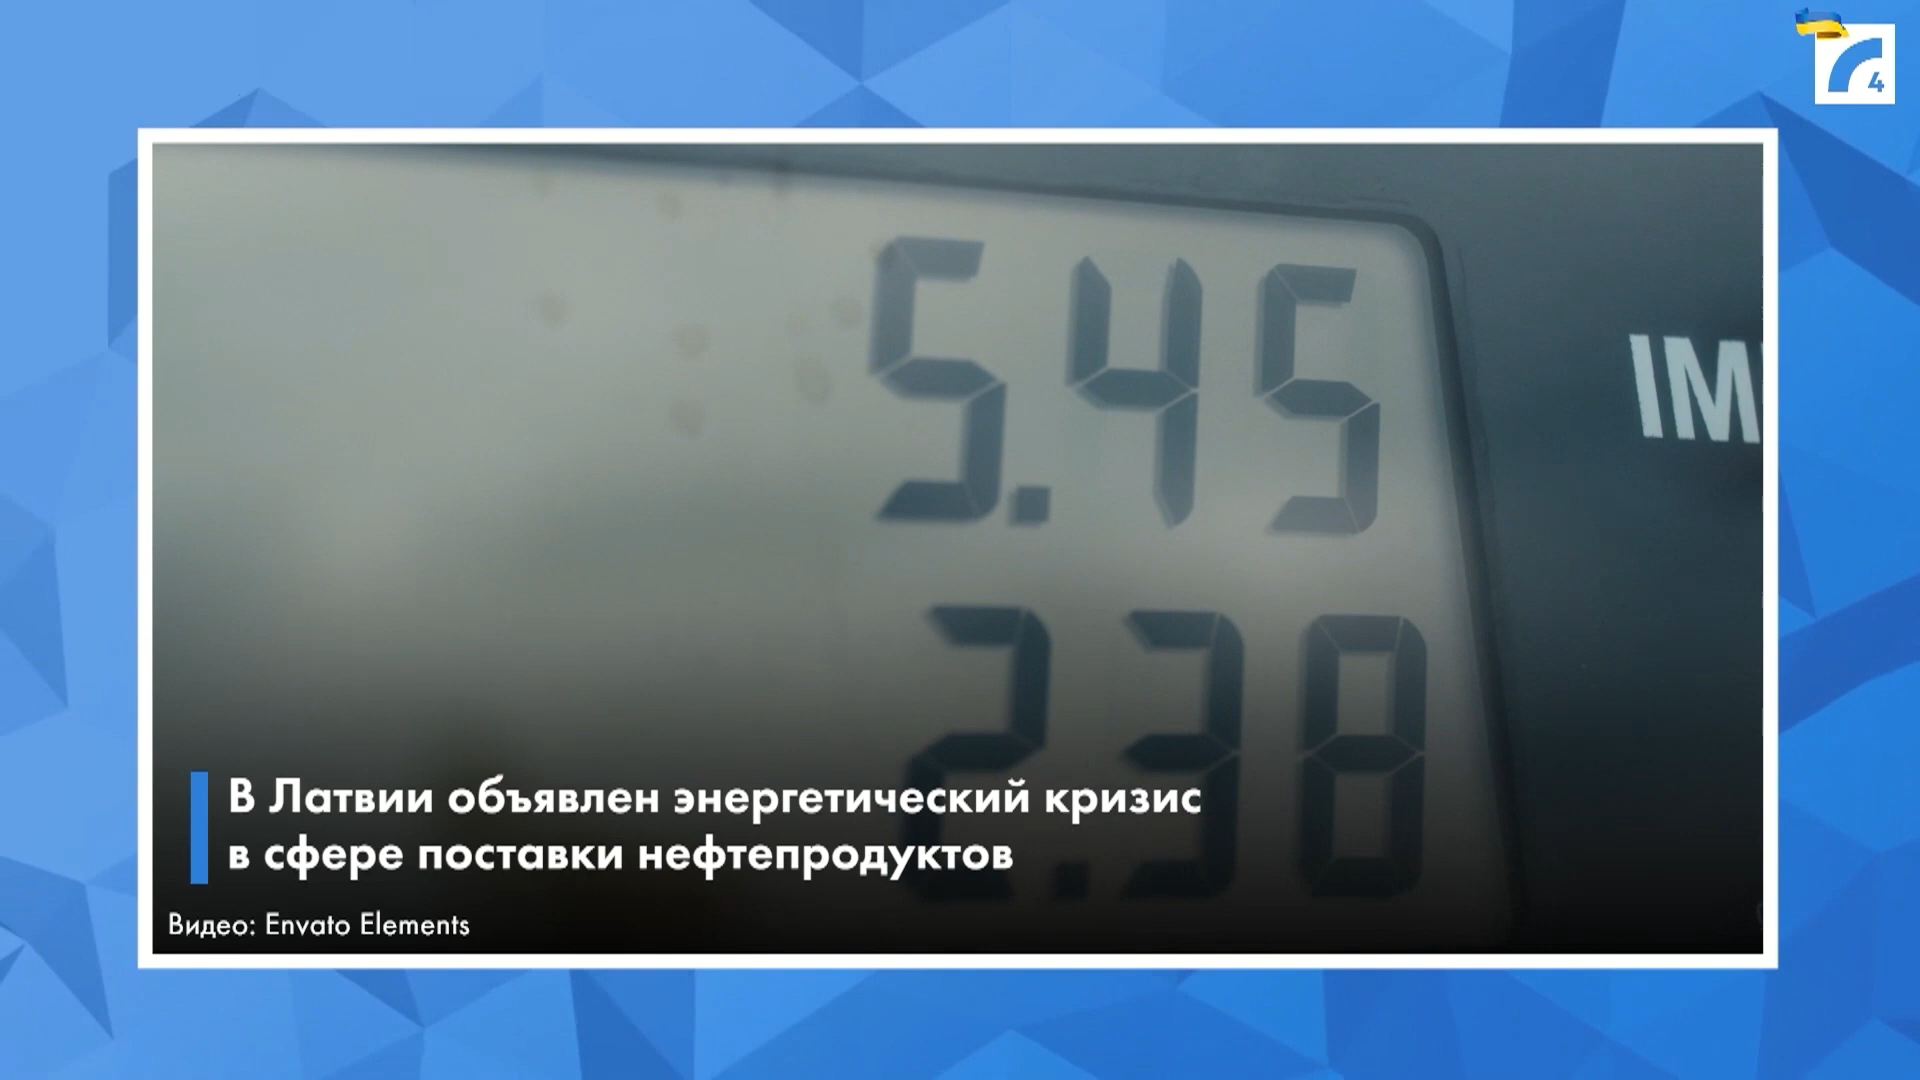 4
5.45
IM
2.38
В Латвии объявлен энергетический кризис
в сфере поставки нефтепродуктов
Видео: Envato Elements